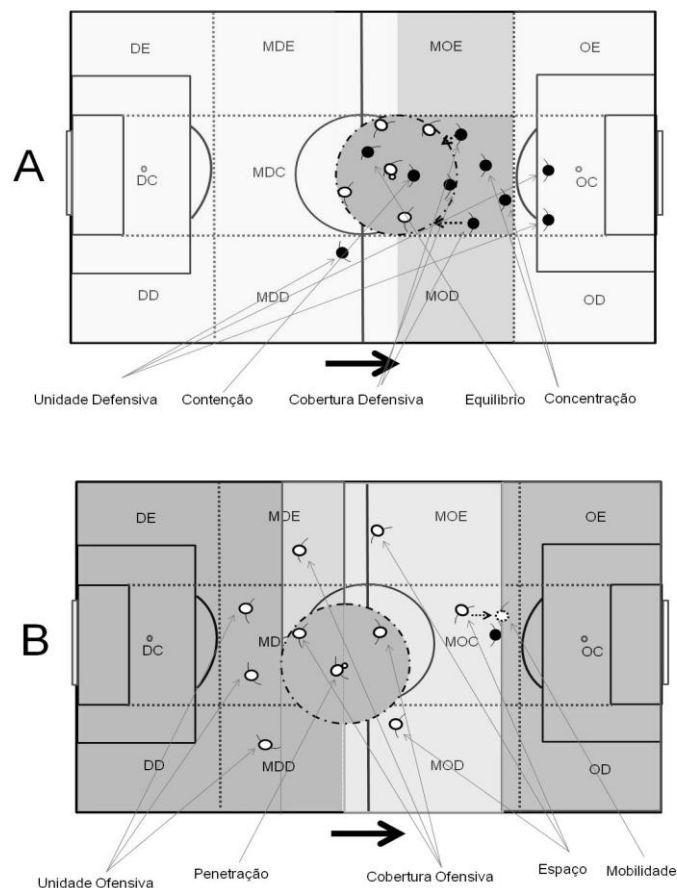 A
DE
MDE
MOE
OE
DC
MDC
OC
DD
MDD
MOD
OD
Unidade Defensiva
Contenção
Cobertura Defensiva
Equilibrio
Concentração
B
DE
MDE
MOE
OE
DC
MD
MOC
OC
DD
MDD
MOD
OD
Unidade Ofensiva
Penetração
Cobertura Ofensiva
Espaço
Mobilidade